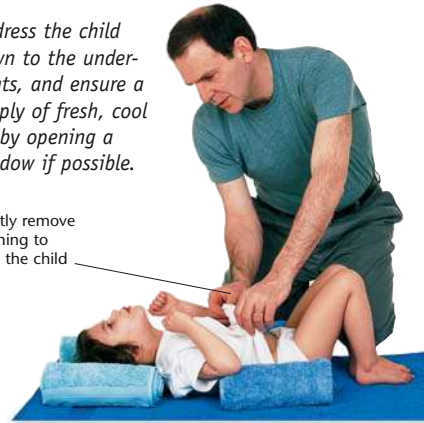 dress the child
wn to the under-
ts, and ensure a
ply of fresh, cool
by opening a
dow if possible.
tly remove
ning to
the child